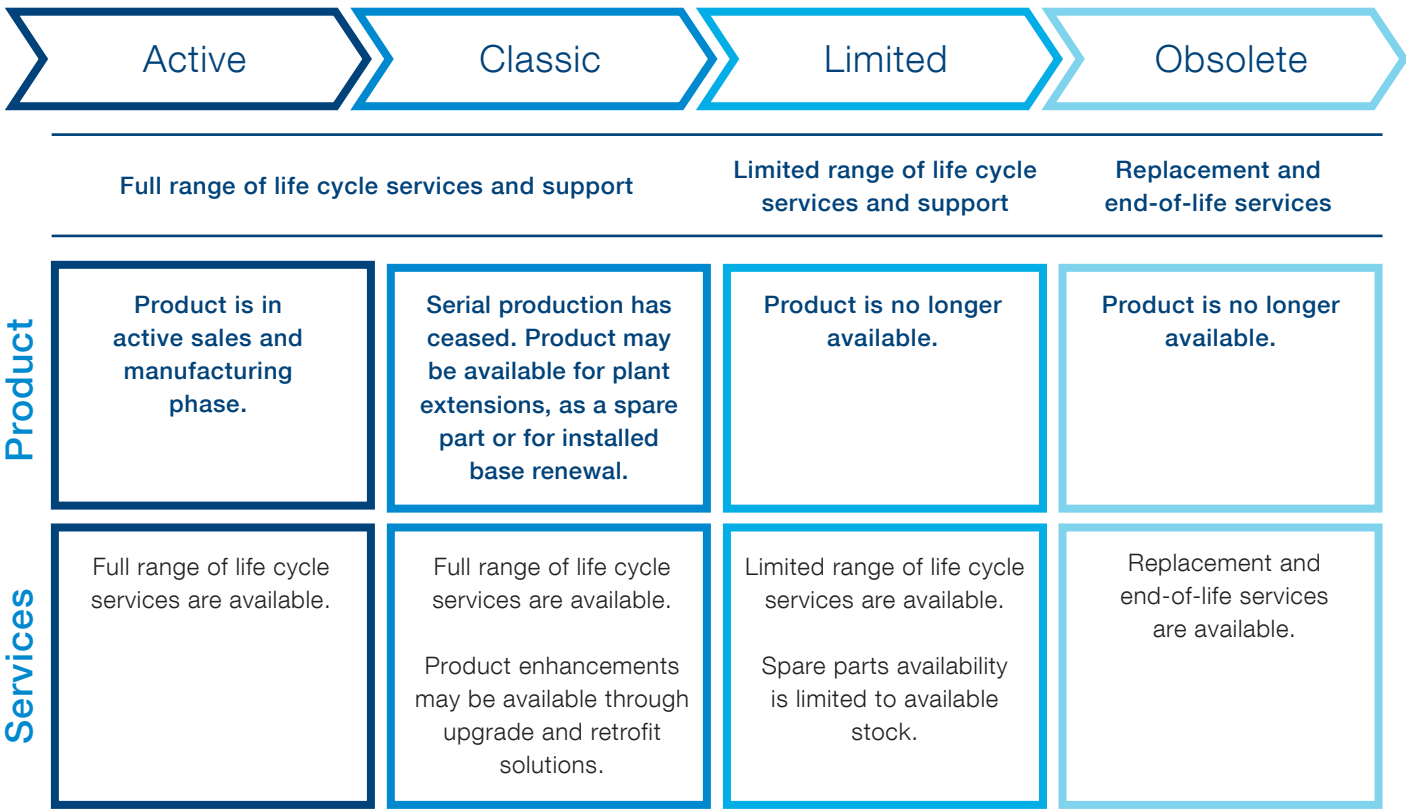 Active
Classic
Limited
Obsolete
Full range of life cycle services and support
Limited range of life cycle
services and support
Replacement and
end-of-life services
Product
Product is in
active sales and
manufacturing
phase.
Serial production has
ceased. Product may
be available for plant
extensions, as a spare
part or for installed
base renewal.
Product is no longer
available.
Product is no longer
available.
Services
Full range of life cycle
services are available.
Full range of life cycle
services are available.
Product enhancements
may be available through
upgrade and retrofit
solutions.
Limited range of life cycle
services are available.
Spare parts availability
is limited to available
stock.
Replacement and
end-of-life services
are available.